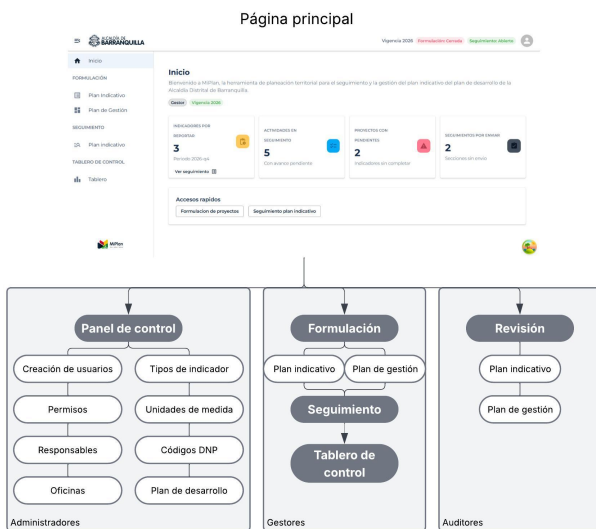 Página principal
ALCALDÍA DE
BARRANQUILLA
Vigencia 2026 Formulación Cerrada Seguimientos Abierto
Inicio
FORMULACIÓN
Plan Indicativo
Plan de Gestión
SEGUIMIENTO
Plan indicativo
TABLERO DE CONTROL
Tablero
MiPlan
Inicio
Bienvenido a MiPlan, la herramienta de planeación territorial para el seguimiento y la gestión del plan indicativo del plan de desarrollo de la
Alcaldía Distrital de Barranquilla.
Gestor Vigencia 2026
INDICADORES POR
REPORTAR
3
Periodo 2026-q4
Ver seguimiento
ACTIVIDADES EN
SEGUIMIENTO
5
Con avance pendiente
PROYECTOS CON
PENDIENTES
2
Indicadores sin completar
SEGUIMIENTOS POR ENVIAR
2
Secciones sin envio
Accesos rapidos
Formulacion de proyectos Seguimiento plan indicativo
Panel de control
Creación de usuarios Tipos de indicador
Permisos Unidades de medida
Responsables Códigos DNP
Oficinas Plan de desarrollo
Administradores
Formulación
Plan indicativo Plan de gestión
Seguimiento
Tablero de
control
Gestores
Revisión
Plan indicativo
Plan de gestión
Auditores